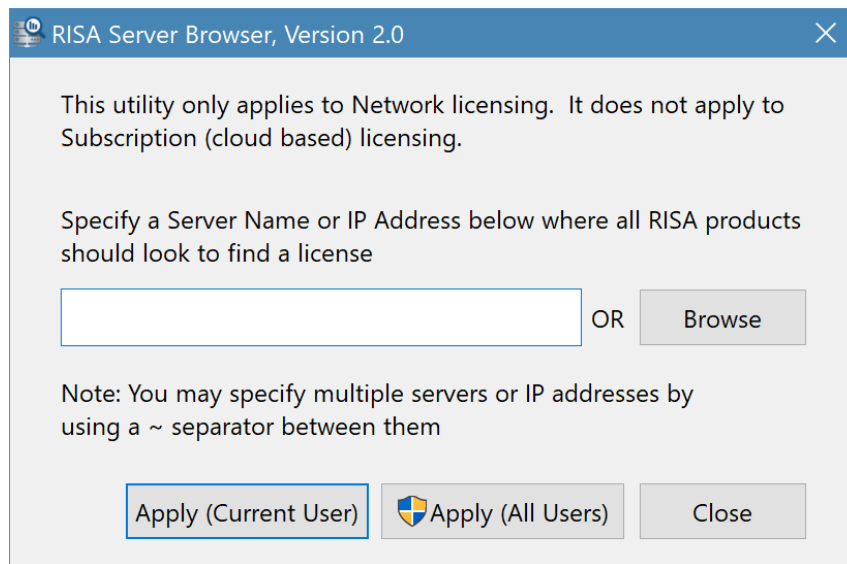 RISA Server Browser, Version 2.0
This utility only applies to Network licensing.  It does not apply to
Subscription (cloud based) licensing.
Specify a Server Name or IP Address below where all RISA products
should look to find a license
OR Browse
Note: You may specify multiple servers or IP addresses by
using a ~ separator between them
Apply (Current User) Apply (All Users) Close